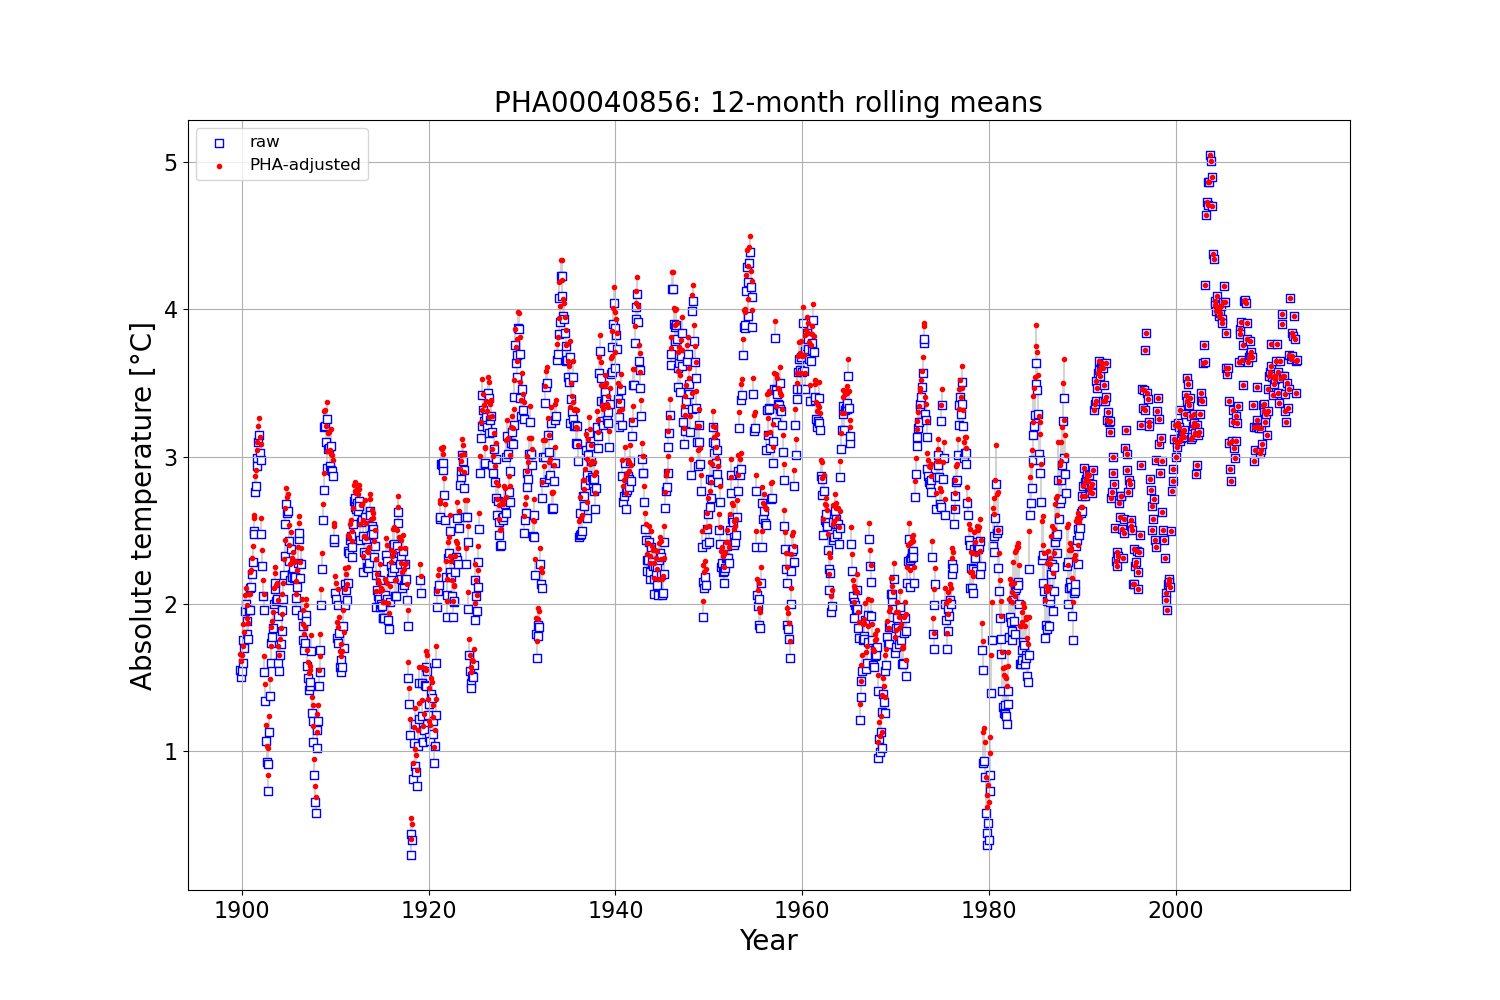 PHA00040856: 12-month rolling means
raw
PHA-adjusted
Absolute temperature [°C]
5
4
3
2
1
1900 1920 1940 1960 1980 2000
Year